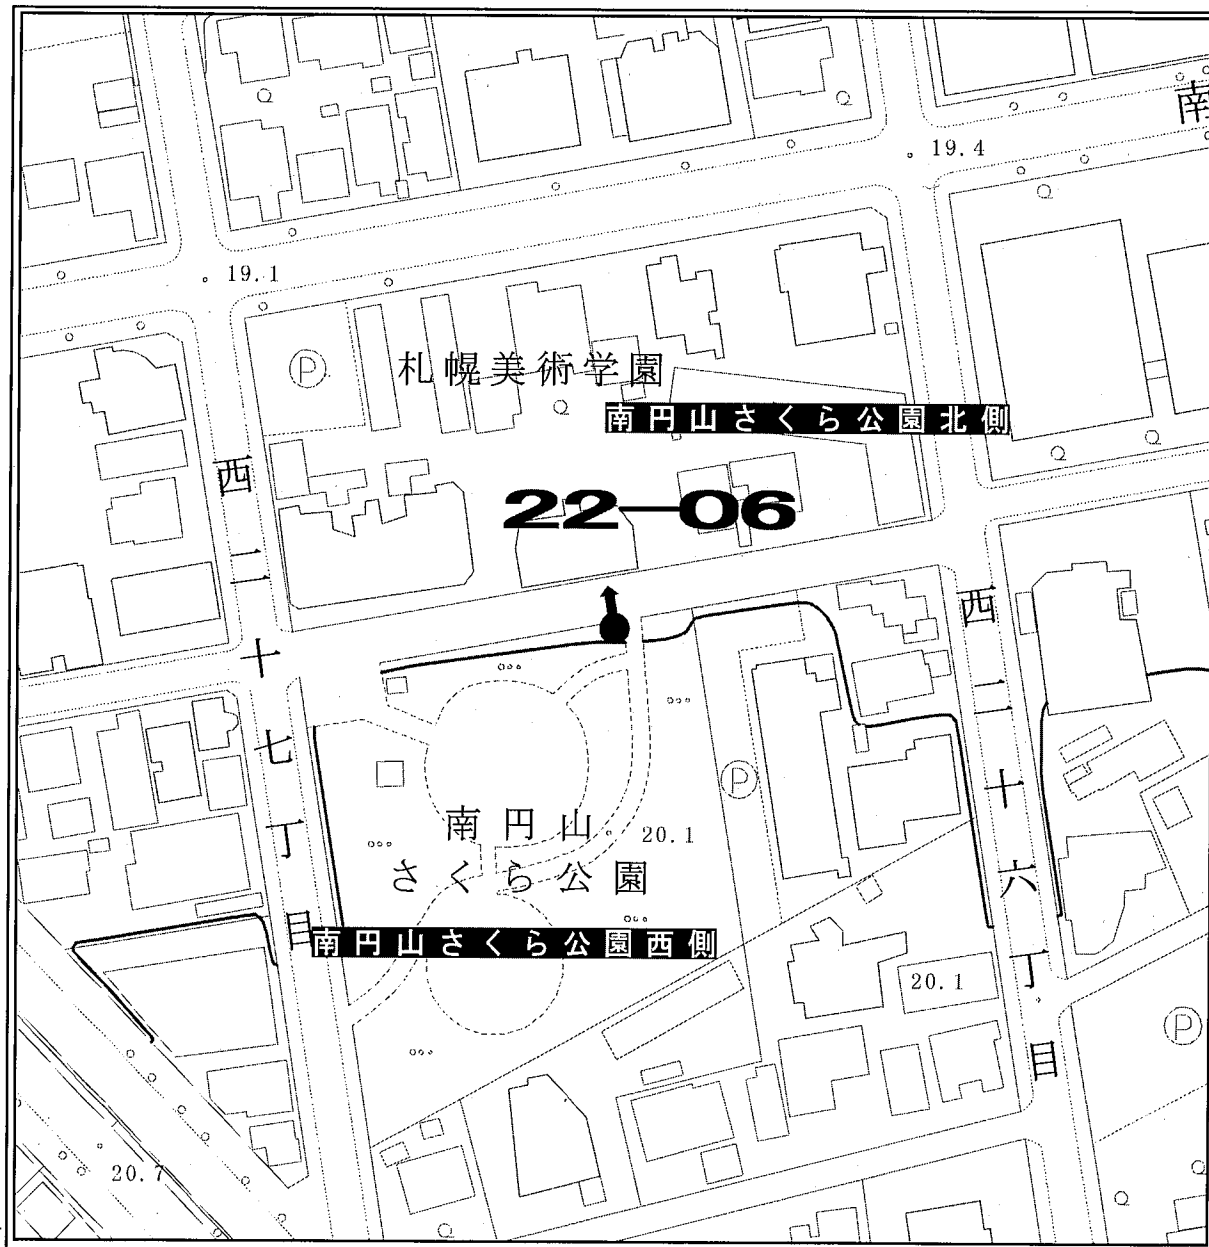 南
19.4
19.1
P
札幌美術学園
南円山さくら公園北側
22-06
西二十七丁目
西二十六丁目
P
南円山
20.1
さくら公園
南円山さくら公園西側
20.1
P
20.7